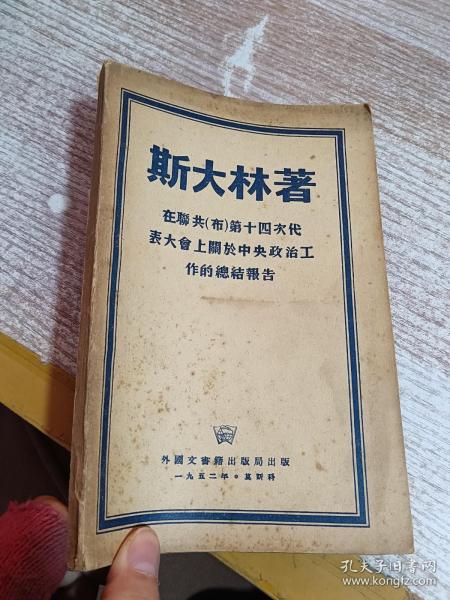 斯大林著
在聯共(布)第十四次代
表大會上關於中央政治工
作的總結報告
外國文書籍出版局出版
一九五二年・莫斯科
孔夫子旧书网
www.kongfz.com